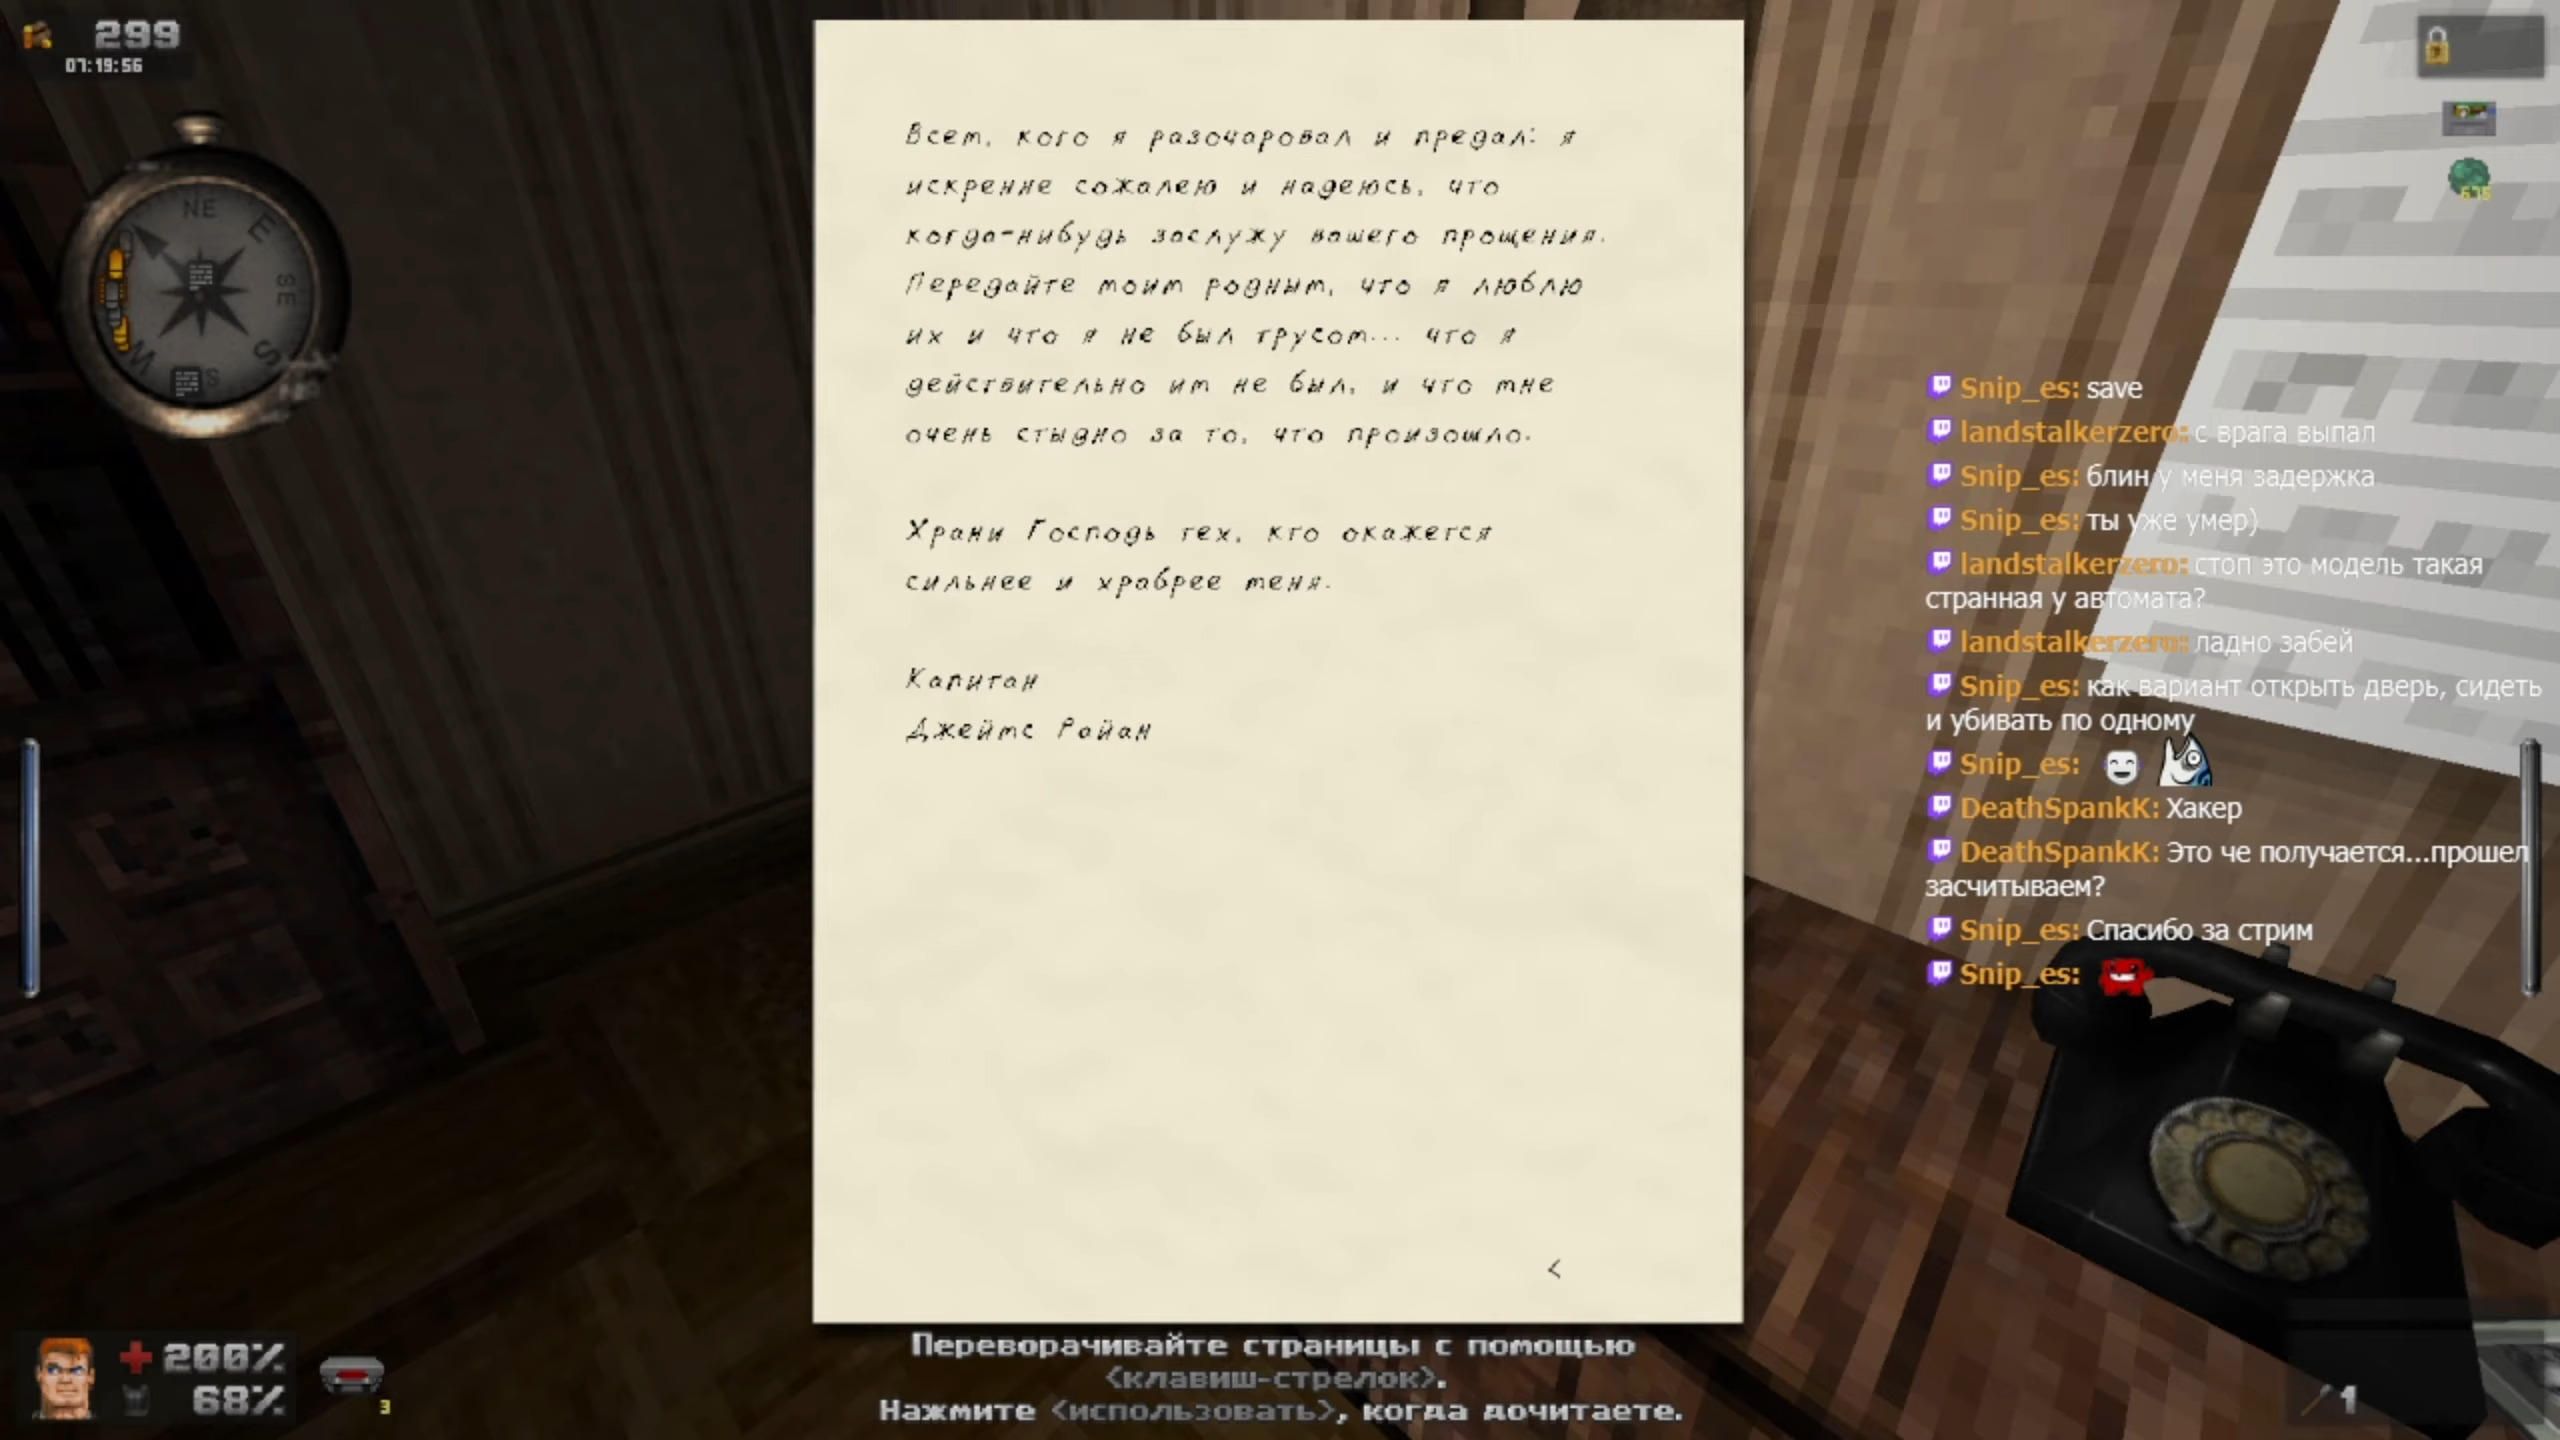 299
07:19:56
NE
E
SE
S
S
W
635
Всем, кого я разочаровал и предал: я
искренне сожалею и надеюсь, что
когда-нибудь заслужу вашего прощения.
Передайте моим родным, что я люблю
их и что я не был трусом... что я
действительно им не был, и что мне
очень стыдно за то, что произошло.
Храни Господь тех, кто окажется
сильнее и храбрее меня.
Капитан
Джеймс Райан
<
Переворачивайте страницы с помощью
<клавиш-стрелок>.
Нажмите <использовать>, когда дочитаете.
Snip_es: save
landstalkerzero: с врага выпал
Snip_es: блин у меня задержка
Snip_es: ты уже умер)
landstalkerzero: стоп это модель такая
странная у автомата?
landstalkerzero: ладно забей
Snip_es: как вариант открыть дверь, сидеть
и убивать по одному
Snip_es:
DeathSpankK: Хакер
DeathSpankK: Это че получается...прошел
засчитываем?
Snip_es: Спасибо за стрим
Snip_es:
200%
68%
3
1